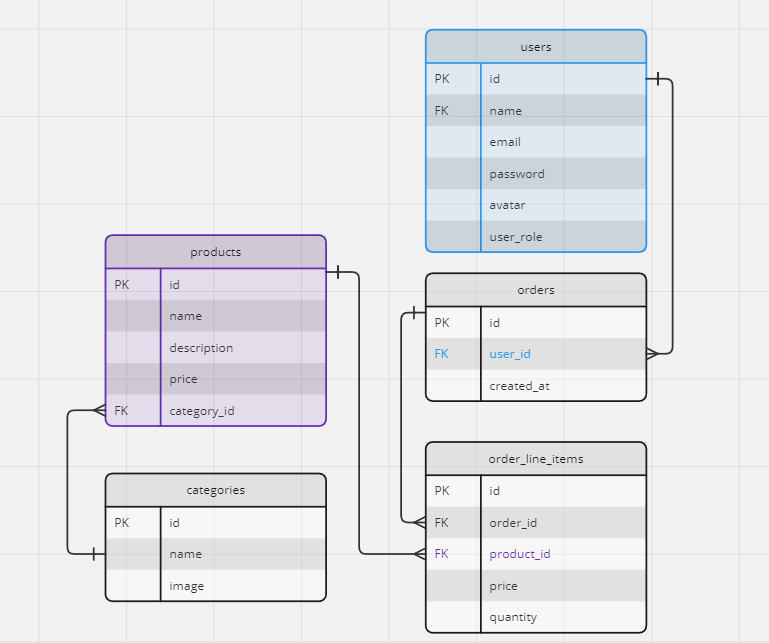 users
PK id
FK name
email
password
avatar
user_role
products
PK id
name
description
price
FK category_id
orders
PK id
FK user_id
created_at
categories
PK id
name
image
order_line_items
PK id
FK order_id
FK product_id
price
quantity